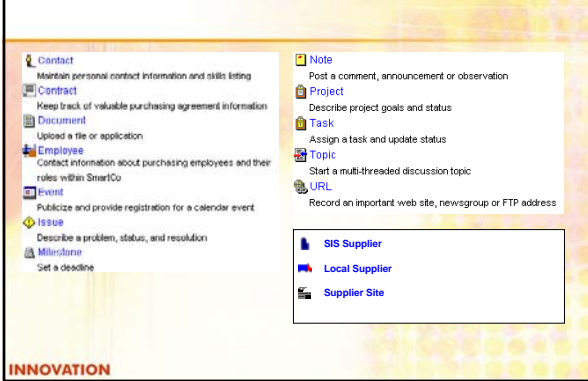 Contact
Maintain personal contact information and skills listing
Contract
Keep track of valuable purchasing agreement information
Document
Upload a file or application
Employee
Contact information about purchasing employees and their
roles within SmartCo
Event
Publicize and provide registration for a calendar event
Issue
Describe a problem, status, and resolution
Milestone
Set a deadline
Note
Post a comment, announcement or observation
Project
Describe project goals and status
Task
Assign a task and update status
Topic
Start a multi-threaded discussion topic
URL
Record an important web site, newsgroup or FTP address
SIS Supplier
Local Supplier
Supplier Site
INNOVATION